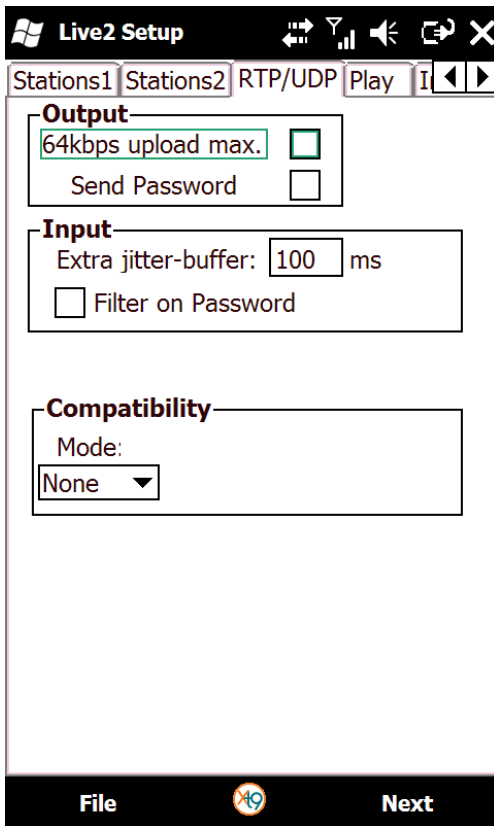 Live2 Setup
Stations1 Stations2 RTP/UDP Play
Output
64kbps upload max.
Send Password
Input
Extra jitter-buffer: 100 ms
Filter on Password
Compatibility
Mode:
None
File Next